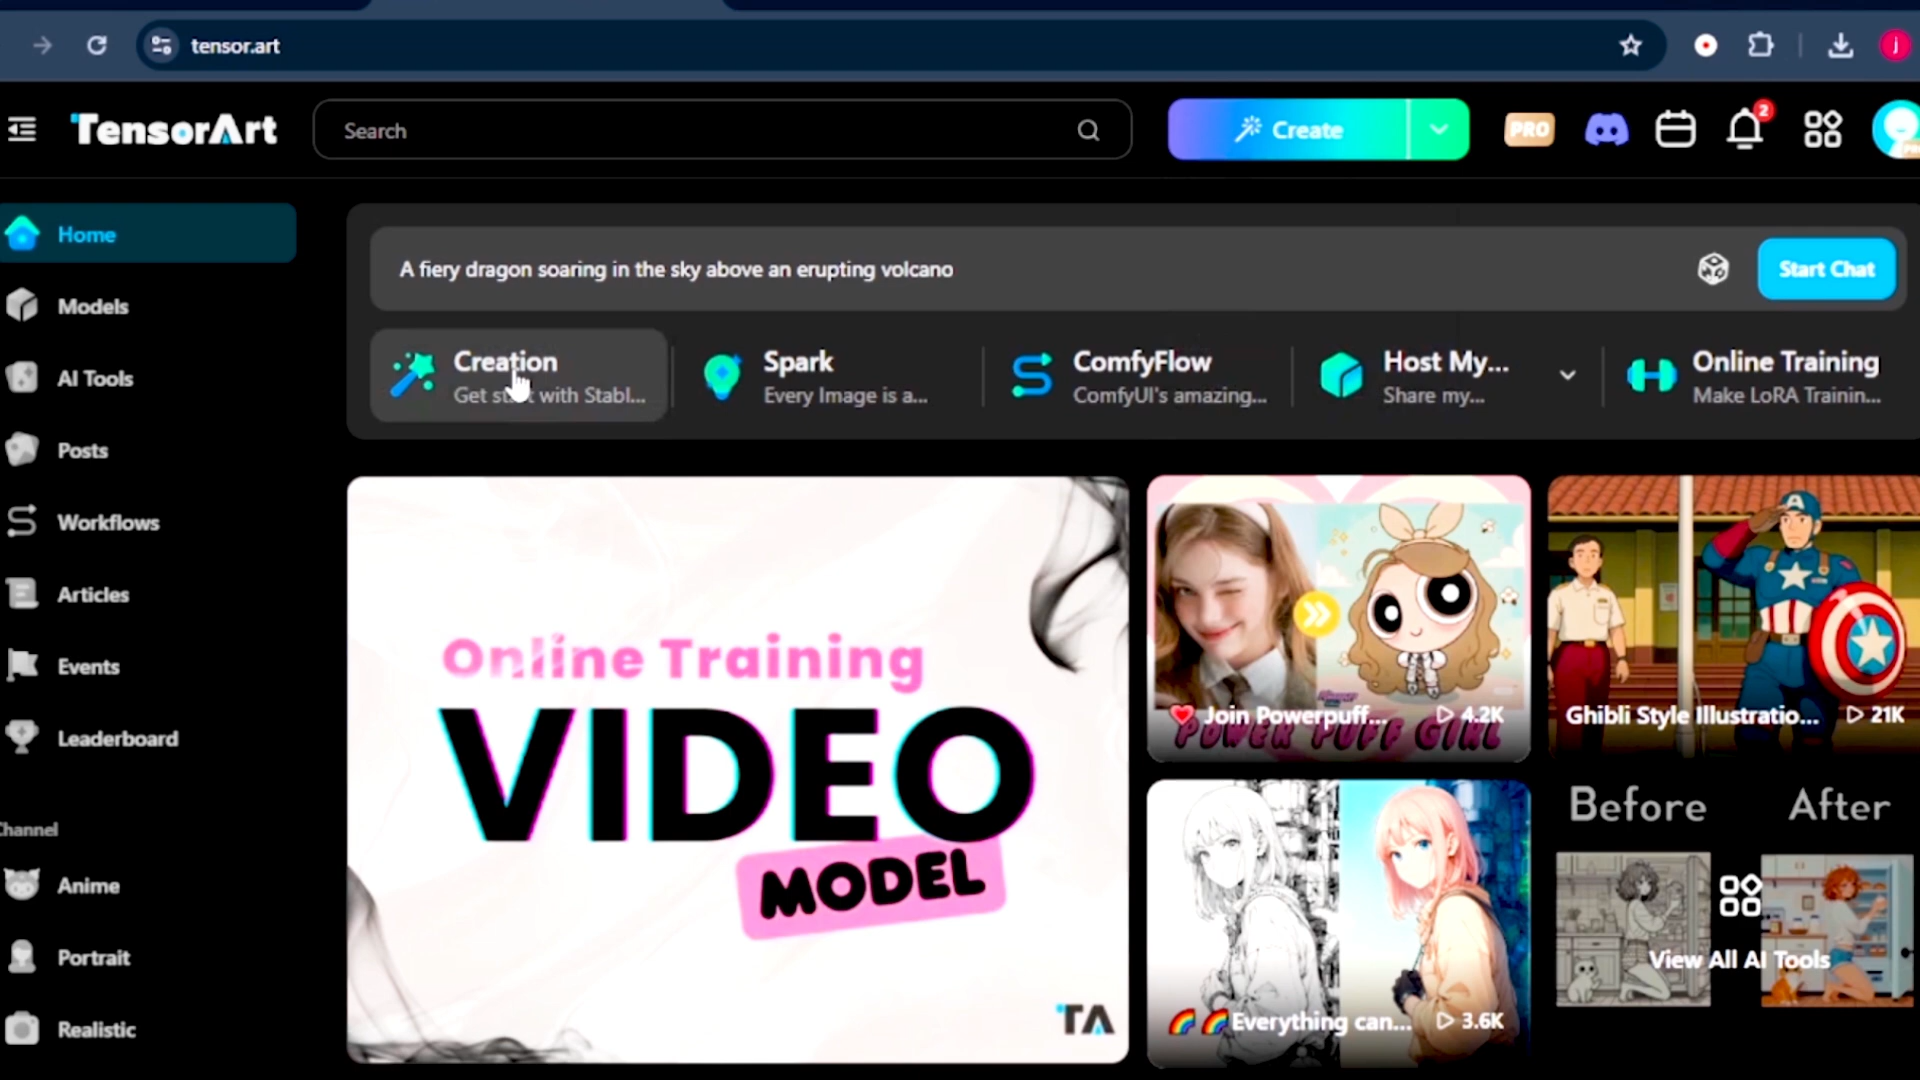 tensor.art
j
TensorArt
Search
Create
PRO
2
Home
Models
AI Tools
Posts
Workflows
Articles
Events
Leaderboard
Channel
Anime
Portrait
Realistic
A fiery dragon soaring in the sky above an erupting volcano
Start Chat
Creation
Get start with Stabl...
Spark
Every Image is a...
ComfyFlow
ComfyUI's amazing...
Host My...
Share my...
Online Training
Make LoRA Trainin...
Online Training
VIDEO
MODEL
TA
Join Powerpuff...
4.2K
POWER PUFF GIRL
A
Ghibli Style Illustratio...
21K
Everything can...
3.6K
Before
After
View All AI Tools